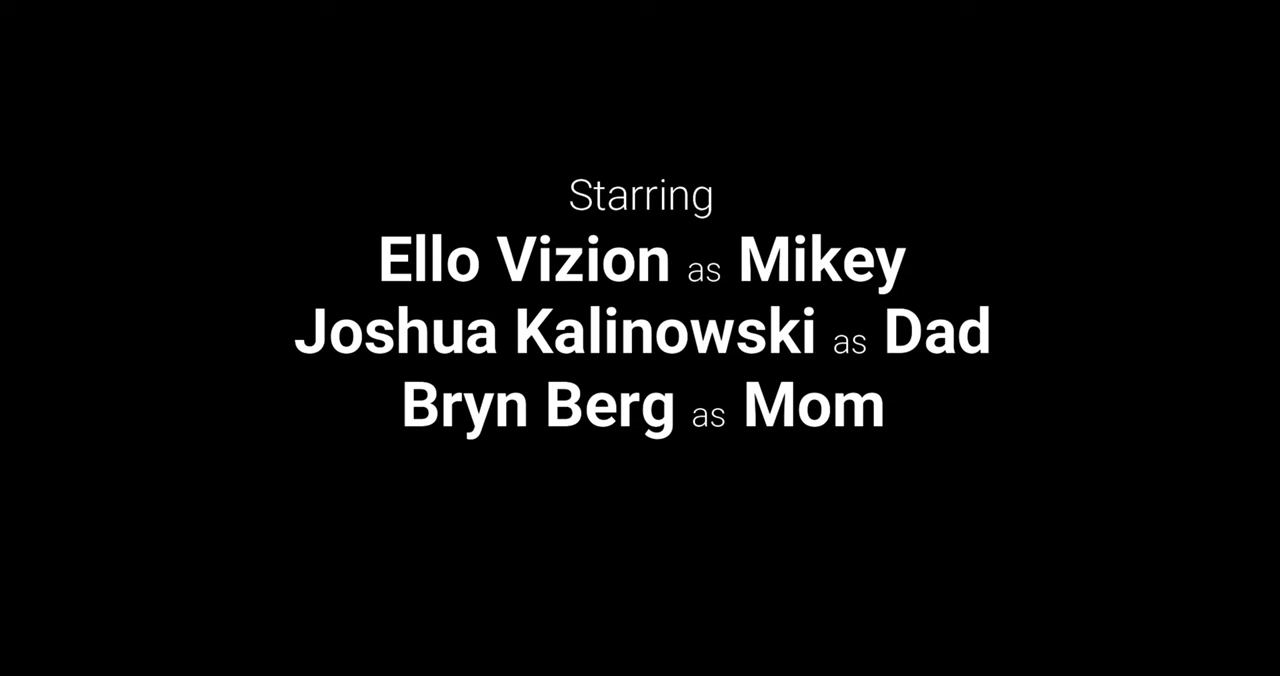 Starring
Ello Vizion as Mikey
Joshua Kalinowski as Dad
Bryn Berg as Mom